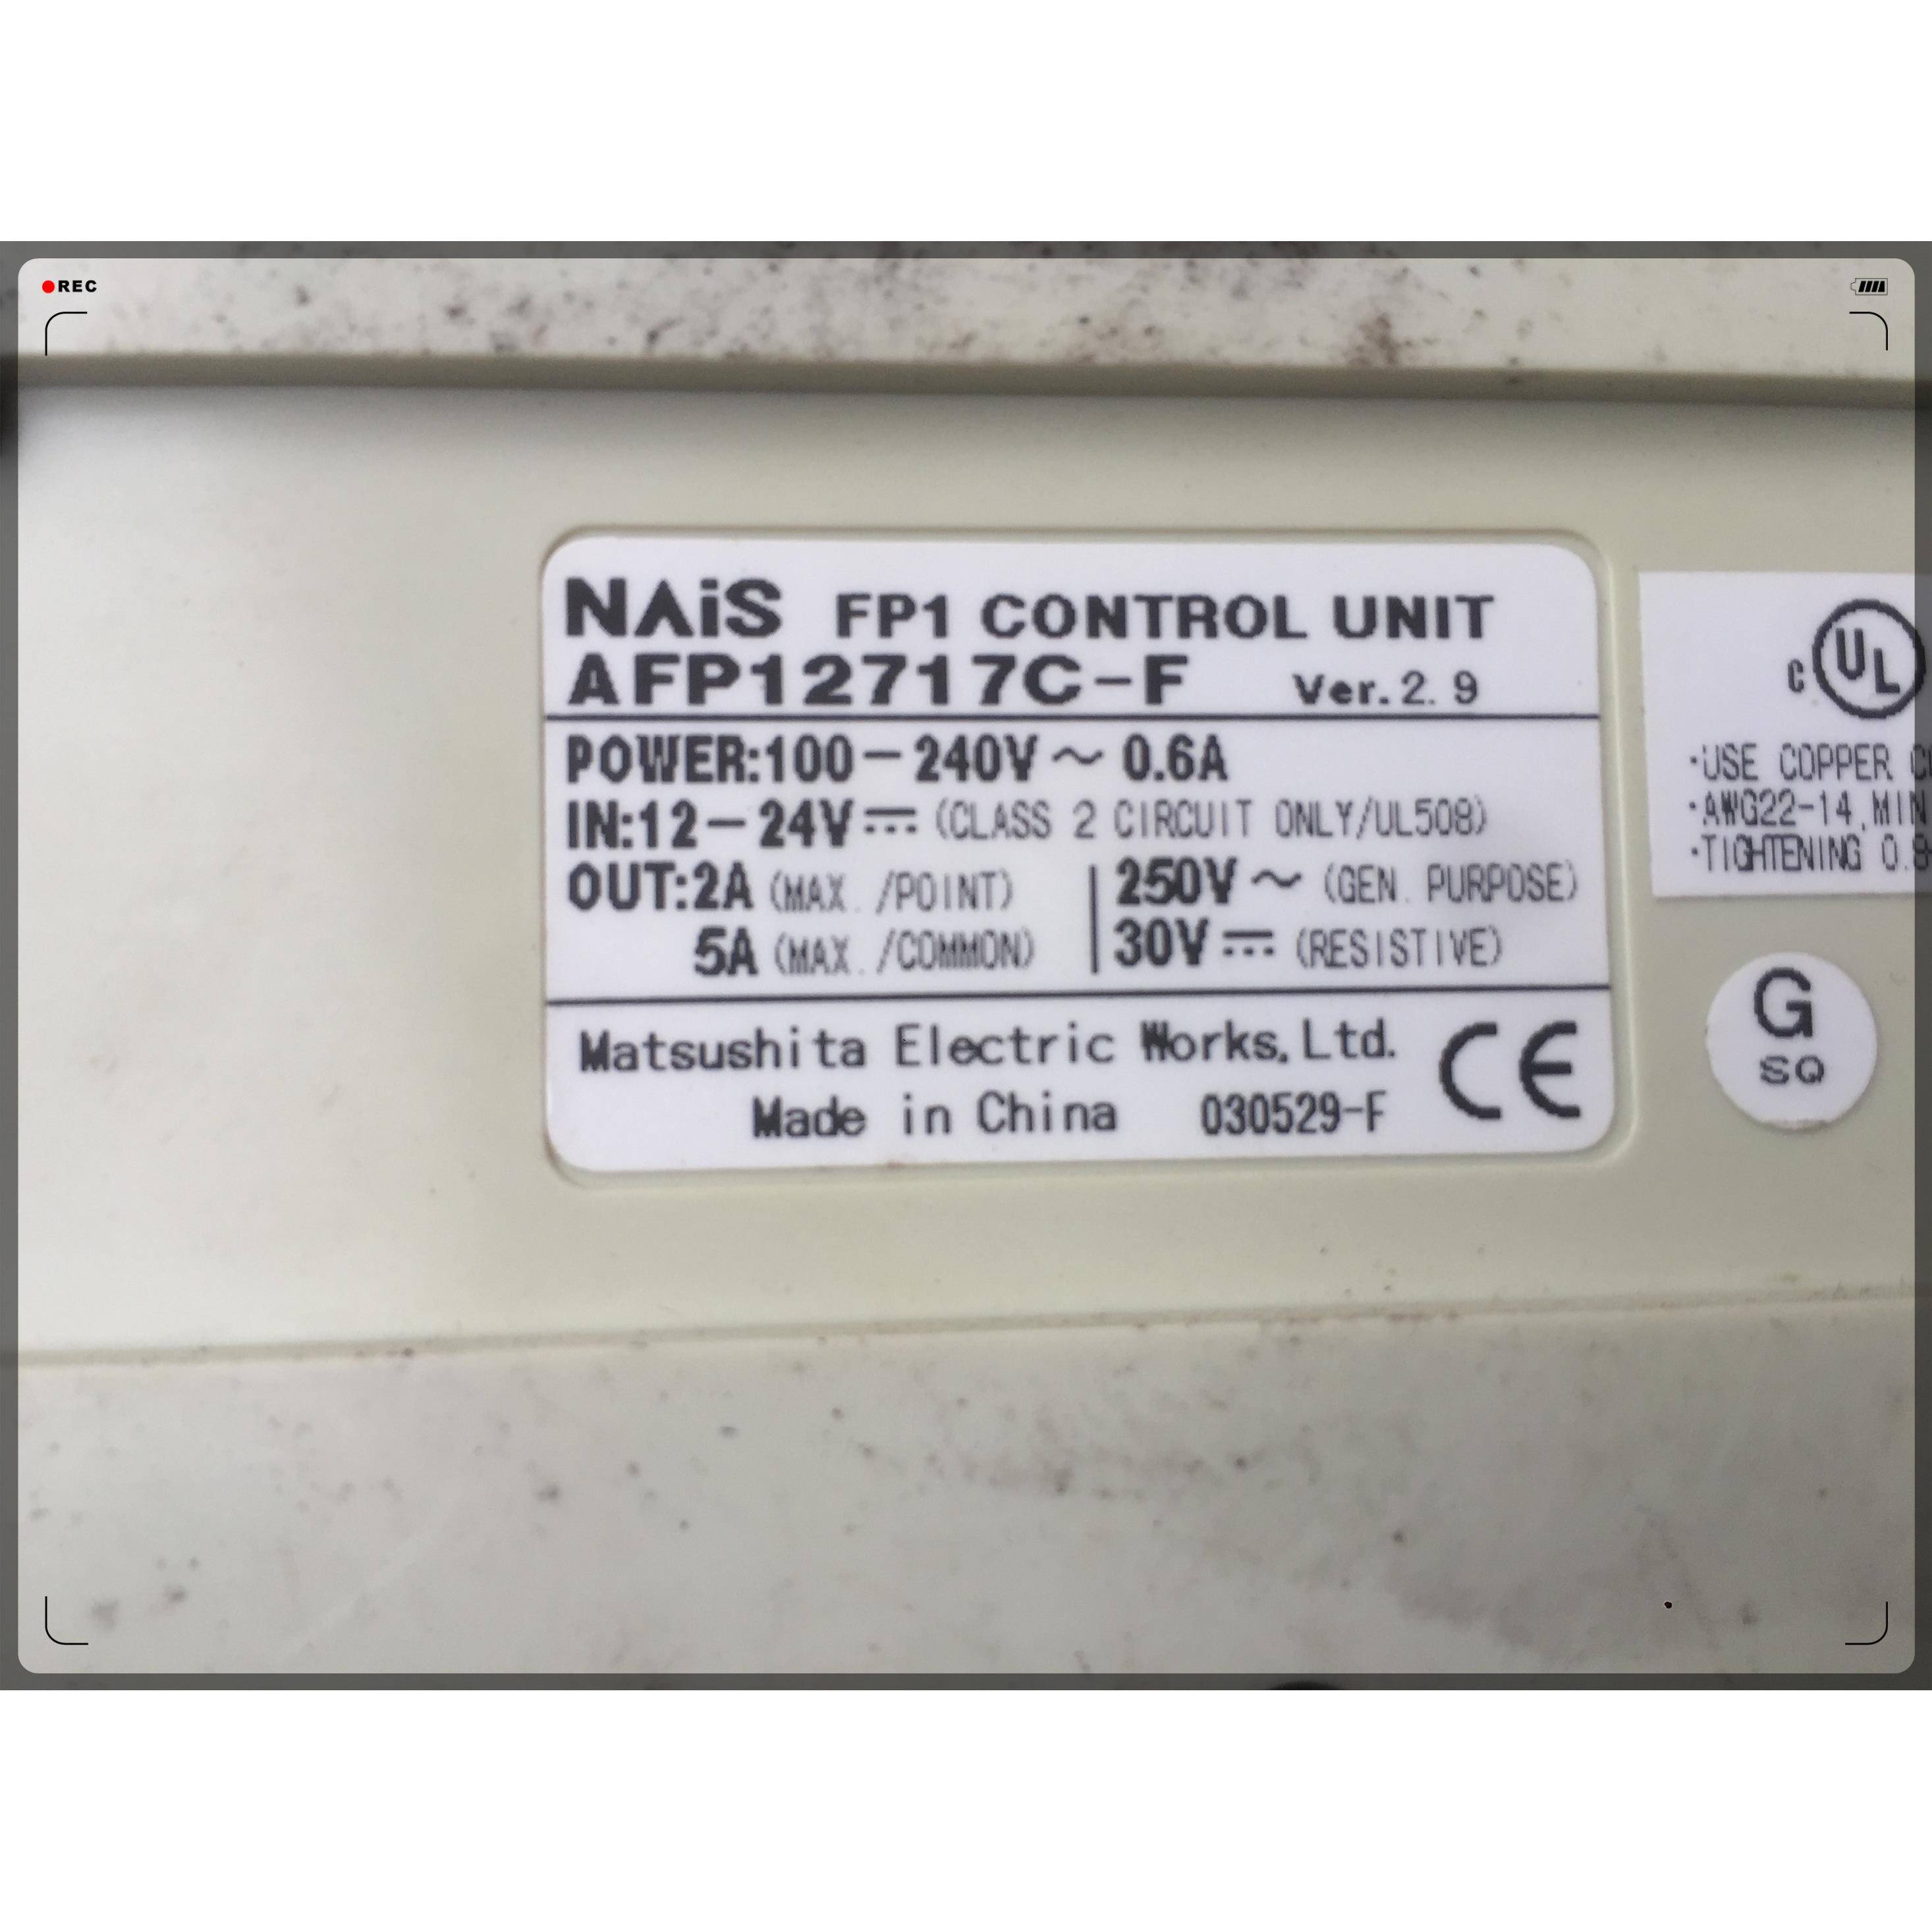 REC
NAiS FP1 CONTROL UNIT
AFP12717C-F Ver.2.9
POWER:100-240V~ 0.6A
IN:12-24V⎓ (CLASS 2 CIRCUIT ONLY/UL508)
OUT:2A (MAX./POINT) 250V~ (GEN. PURPOSE)
5A (MAX./COMMON) 30V⎓ (RESISTIVE)
Matsushita Electric Works,Ltd.
Made in China 030529-F
CE
c UL
·USE COPPER
·AWG22-14, MIN
·TIGHTENING
G
SQ